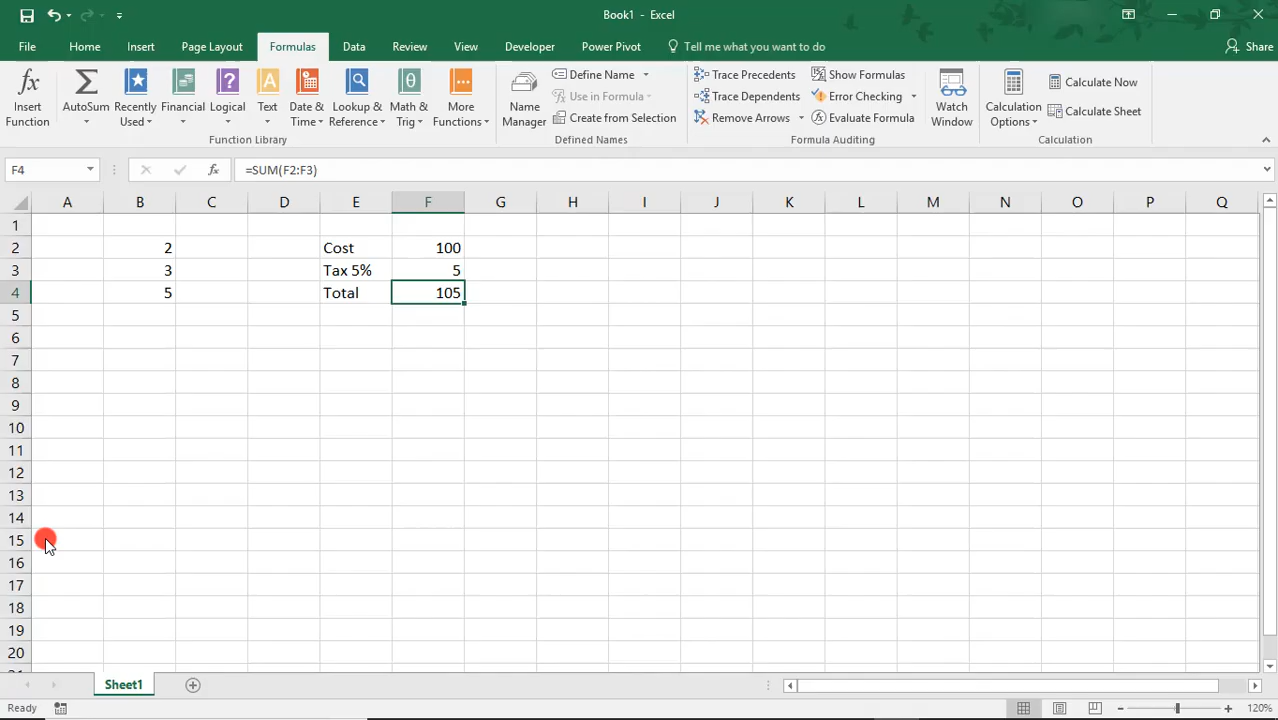 Book1 - Excel
File Home Insert Page Layout Formulas Data Review View Developer Power Pivot Tell me what you want to do Share
Insert Function
AutoSum
Recently Used
Financial
Logical
Text
Date & Time
Lookup & Reference
Math & Trig
More Functions
Function Library
Name Manager
Define Name
Use in Formula
Create from Selection
Defined Names
Trace Precedents
Trace Dependents
Remove Arrows
Show Formulas
Error Checking
Evaluate Formula
Formula Auditing
Watch Window
Calculation Options
Calculate Now
Calculate Sheet
Calculation
F4 fx =SUM(F2:F3)
A B C D E F G H I J K L M N O P Q
1
2 2 Cost 100
3 3 Tax 5% 5
4 5 Total 105
5
6
7
8
9
10
11
12
13
14
15
16
17
18
19
20
Sheet1
Ready 120%